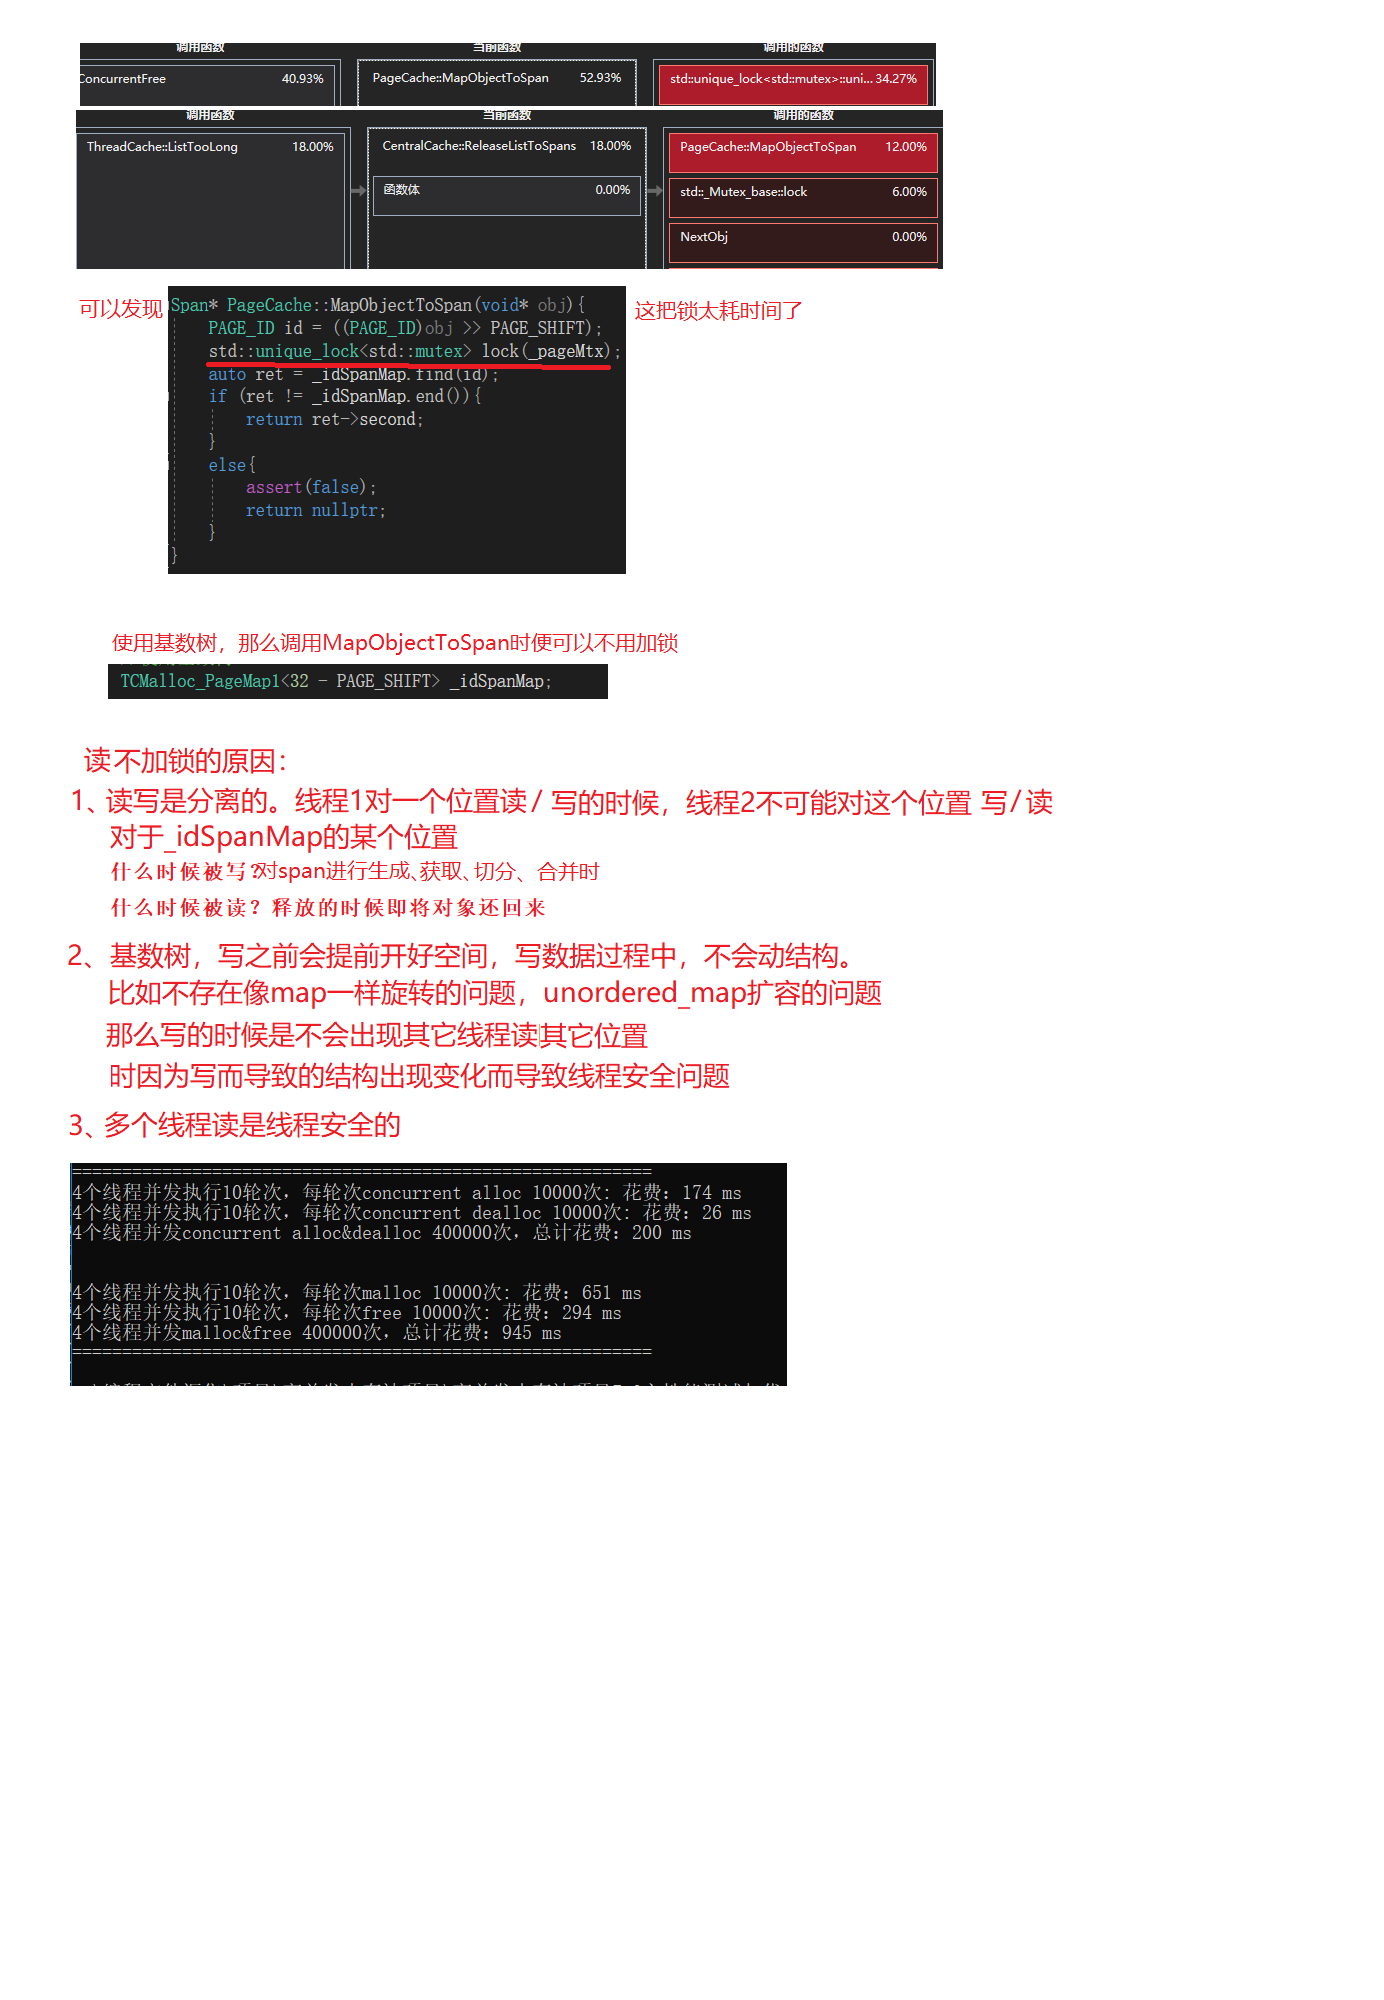 调用函数 当前函数 调用的函数
ConcurrentFree 40.93% PageCache::MapObjectToSpan 52.93% std::unique_lock<std::mutex>::uni... 34.27%
调用函数 当前函数 调用的函数
ThreadCache::ListTooLong 18.00% CentralCache::ReleaseListToSpans 18.00% PageCache::MapObjectToSpan 12.00%
函数体 0.00% std::_Mutex_base::lock 6.00%
NextObj 0.00%
可以发现 Span* PageCache::MapObjectToSpan(void* obj){ 这把锁太耗时间了
PAGE_ID id = ((PAGE_ID)obj >> PAGE_SHIFT);
std::unique_lock<std::mutex> lock(_pageMtx);
auto ret = _idSpanMap.find(id);
if (ret != _idSpanMap.end()){
return ret->second;
}
else{
assert(false);
return nullptr;
}
}
使用基数树，那么调用MapObjectToSpan时便可以不用加锁
TCMalloc_PageMap1<32 - PAGE_SHIFT> _idSpanMap;
读不加锁的原因：
1、读写是分离的。线程1对一个位置读/ 写的时候，线程2不可能对这个位置 写/ 读
对于_idSpanMap的某个位置
什么时候被写？对span进行生成、获取、切分、合并时
什么时候被读？释放的时候即将对象还回来
2、基数树，写之前会提前开好空间，写数据过程中，不会动结构。
比如不存在像map一样旋转的问题，unordered_map扩容的问题
那么写的时候是不会出现其它线程读其它位置
时因为写而导致的结构出现变化而导致线程安全问题
3、多个线程读是线程安全的
==========================================================
4个线程并发执行10轮次，每轮次concurrent alloc 10000次: 花费：174 ms
4个线程并发执行10轮次，每轮次concurrent dealloc 10000次: 花费：26 ms
4个线程并发concurrent alloc&dealloc 400000次，总计花费：200 ms
4个线程并发执行10轮次，每轮次malloc 10000次: 花费：651 ms
4个线程并发执行10轮次，每轮次free 10000次: 花费：294 ms
4个线程并发malloc&free 400000次，总计花费：945 ms
==========================================================